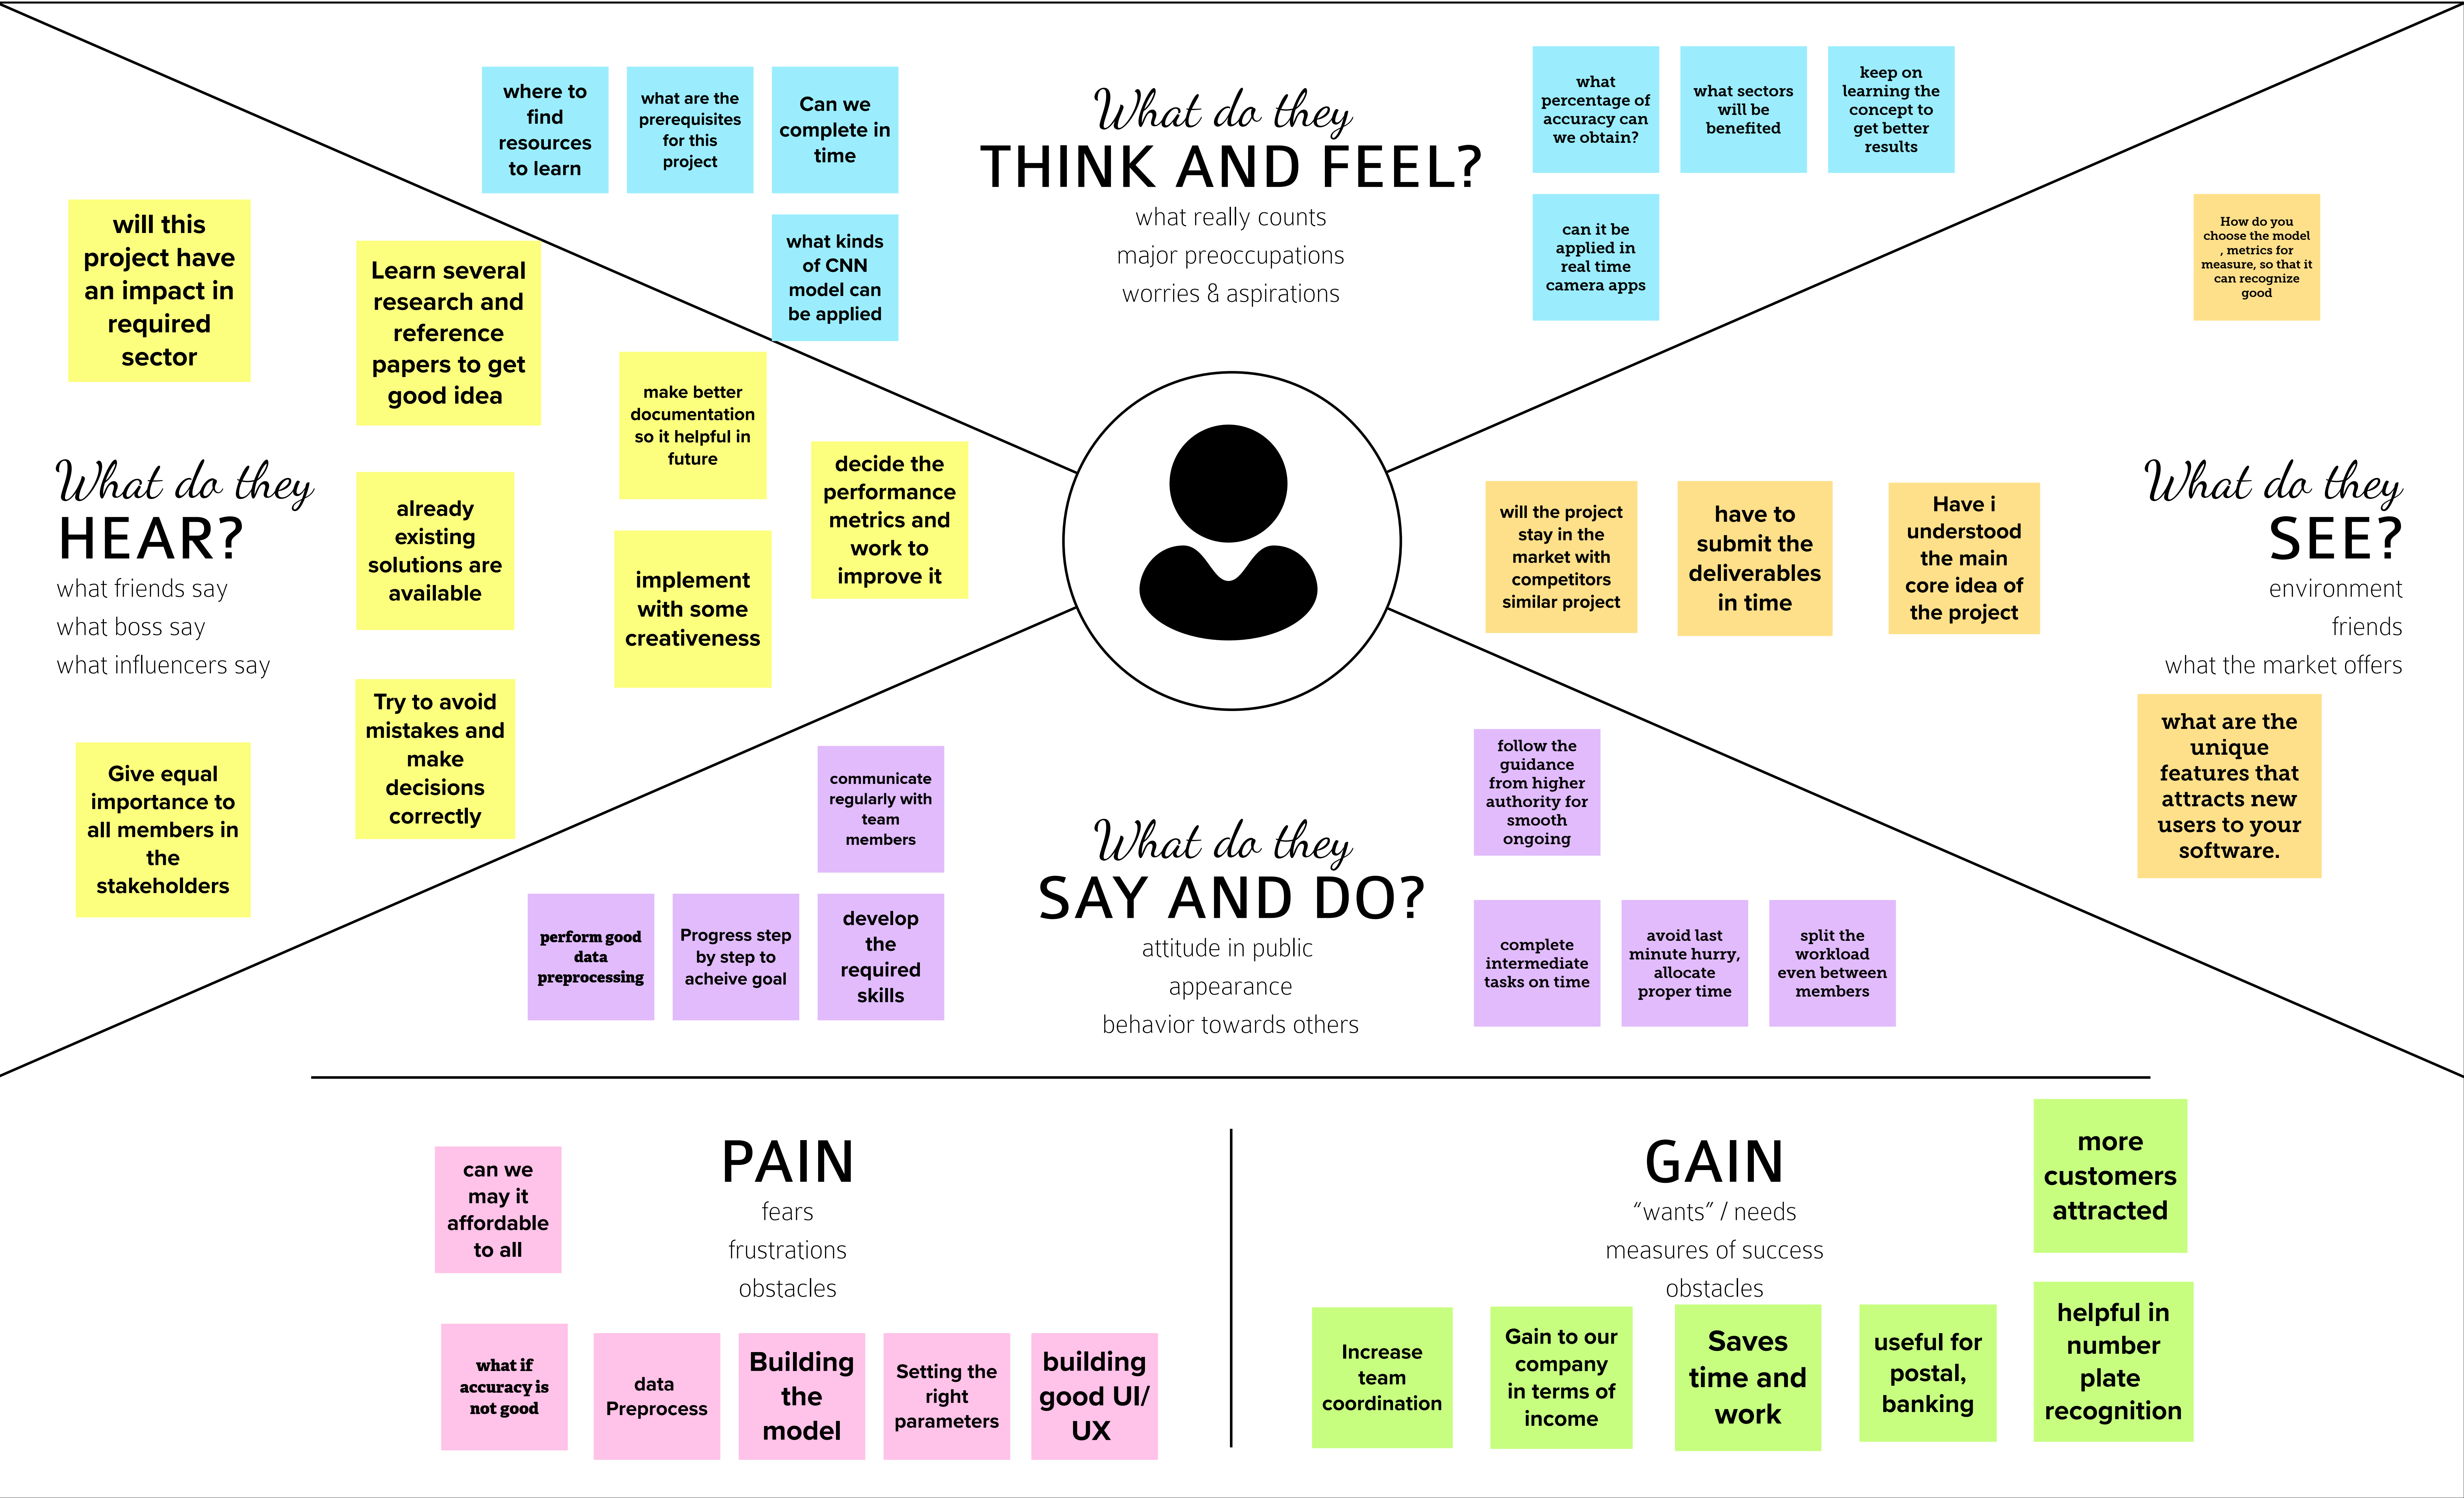 What do they
THINK AND FEEL?
what really counts
major preoccupations
worries & aspirations
where to
find
resources
to learn
what are the
prerequisites
for this
project
Can we
complete in
time
what kinds
of CNN
model can
be applied
what
percentage of
accuracy can
we obtain?
what sectors
will be
benefited
keep on
learning the
concept to
get better
results
can it be
applied in
real time
camera apps
What do they
HEAR?
what friends say
what boss say
what influencers say
will this
project have
an impact in
required
sector
Learn several
research and
reference
papers to get
good idea
make better
documentation
so it helpful in
future
decide the
performance
metrics and
work to
improve it
already
existing
solutions are
available
implement
with some
creativeness
Try to avoid
mistakes and
make
decisions
correctly
Give equal
importance to
all members in
the
stakeholders
What do they
SEE?
environment
friends
what the market offers
How do you
choose the model
, metrics for
measure, so that it
can recognize
good
will the project
stay in the
market with
competitors
similar project
have to
submit the
deliverables
in time
Have i
understood
the main
core idea of
the project
what are the
unique
features that
attracts new
users to your
software.
What do they
SAY AND DO?
attitude in public
appearance
behavior towards others
communicate
regularly with
team
members
perform good
data
preprocessing
Progress step
by step to
acheive goal
develop
the
required
skills
follow the
guidance
from higher
authority for
smooth
ongoing
complete
intermediate
tasks on time
avoid last
minute hurry,
allocate
proper time
split the
workload
even between
members
PAIN
fears
frustrations
obstacles
can we
may it
affordable
to all
what if
accuracy is
not good
data
Preprocess
Building
the
model
Setting the
right
parameters
building
good UI/
UX
GAIN
“wants” / needs
measures of success
obstacles
more
customers
attracted
Increase
team
coordination
Gain to our
company
in terms of
income
Saves
time and
work
useful for
postal,
banking
helpful in
number
plate
recognition